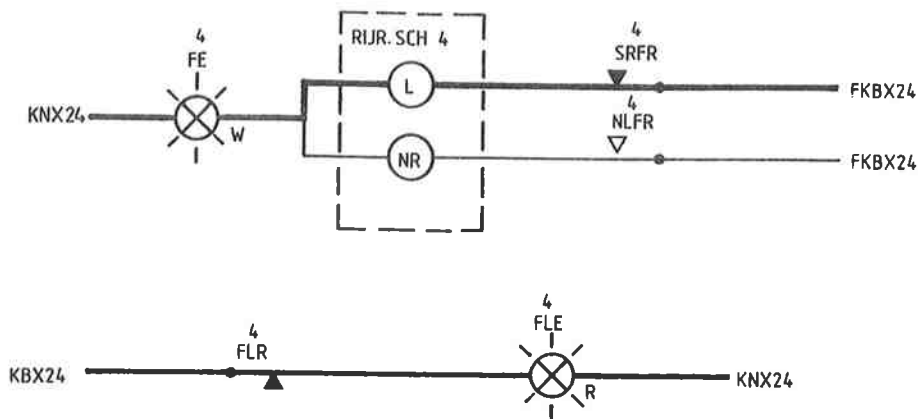 4
FE
RIJR. SCH 4
4
SRFR
L
KNX24
W
FKBX24
4
NLFR
NR
FKBX24
4
FLR
4
FLE
KBX24
R
KNX24